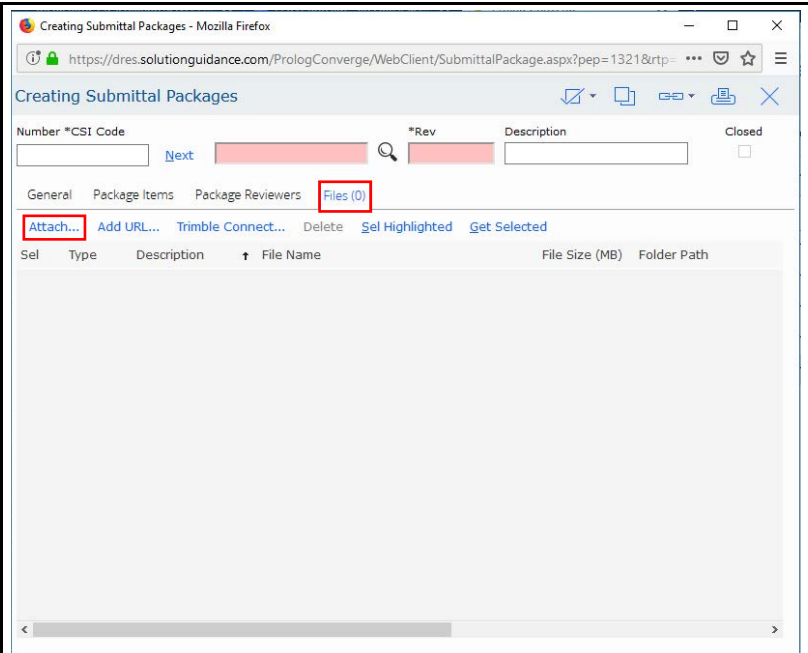 Creating Submittal Packages - Mozilla Firefox
https://dres.solutionguidance.com/PrologConverge/WebClient/SubmittalPackage.aspx?pep=1321&rtp=
Creating Submittal Packages
Number *CSI Code *Rev Description Closed
Next
General Package Items Package Reviewers Files (0)
Attach... Add URL... Trimble Connect... Delete Sel Highlighted Get Selected
Sel Type Description File Name File Size (MB) Folder Path